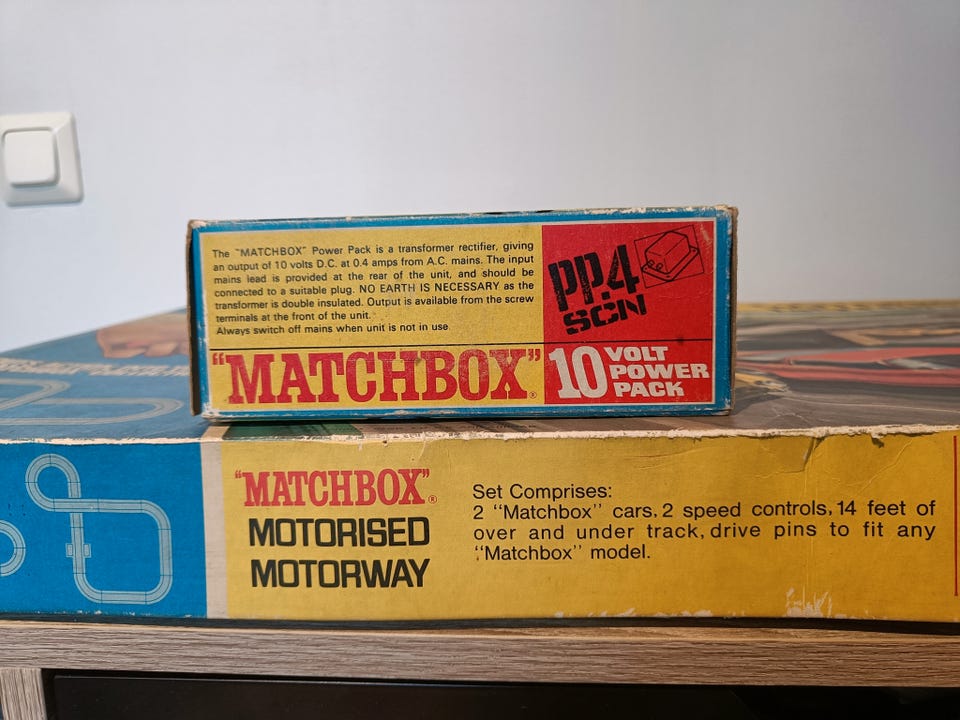 The "MATCHBOX" Power Pack is a transformer rectifier, giving
an output of 10 volts D.C. at 0.4 amps from A.C. mains. The input
mains lead is provided at the rear of the unit, and should be
connected to a suitable plug. NO EARTH IS NECESSARY as the
transformer is double insulated. Output is available from the screw
terminals at the front of the unit.
Always switch off mains when unit is not in use
PP.4
SCN
"MATCHBOX"®
10 VOLT
POWER
PACK
"MATCHBOX"®
MOTORISED
MOTORWAY
Set Comprises:
2 "Matchbox" cars, 2 speed controls, 14 feet of
over and under track, drive pins to fit any
"Matchbox" model.